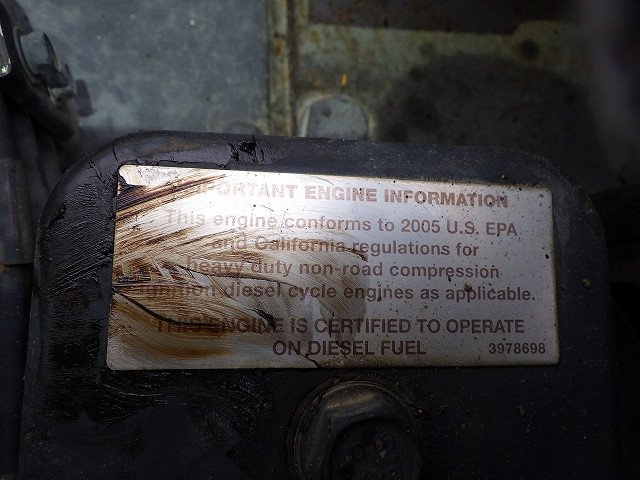 IMPORTANT ENGINE INFORMATION
This engine conforms to 2005 U.S. EPA
and California regulations for
heavy duty non-road compression
ignition diesel cycle engines as applicable.
THIS ENGINE IS CERTIFIED TO OPERATE
ON DIESEL FUEL 3978698